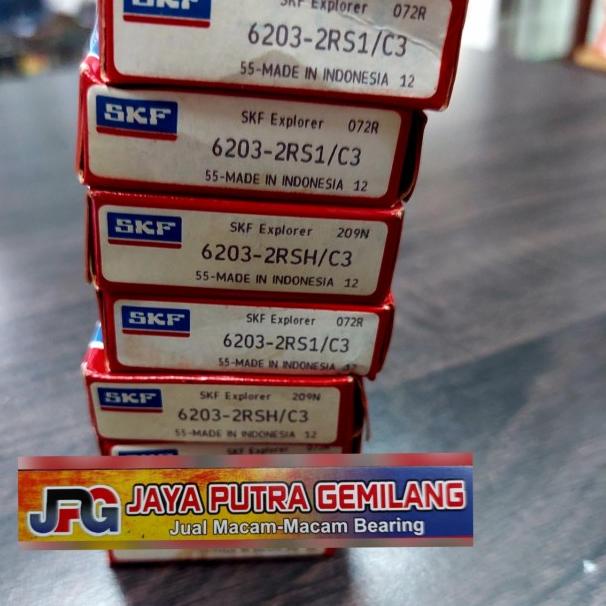 SKF
SKF Explorer 072R
6203-2RS1/C3
55-MADE IN INDONESIA 12
SKF
SKF Explorer 072R
6203-2RS1/C3
55-MADE IN INDONESIA 12
SKF
SKF Explorer 209N
6203-2RSH/C3
55-MADE IN INDONESIA 12
SKF
SKF Explorer 072R
6203-2RS1/C3
55-MADE IN INDONESIA 12
SKF
SKF Explorer 209N
6203-2RSH/C3
55-MADE IN INDONESIA 12
SKF Explorer
JPG JAYA PUTRA GEMILANG
Jual Macam-Macam Bearing